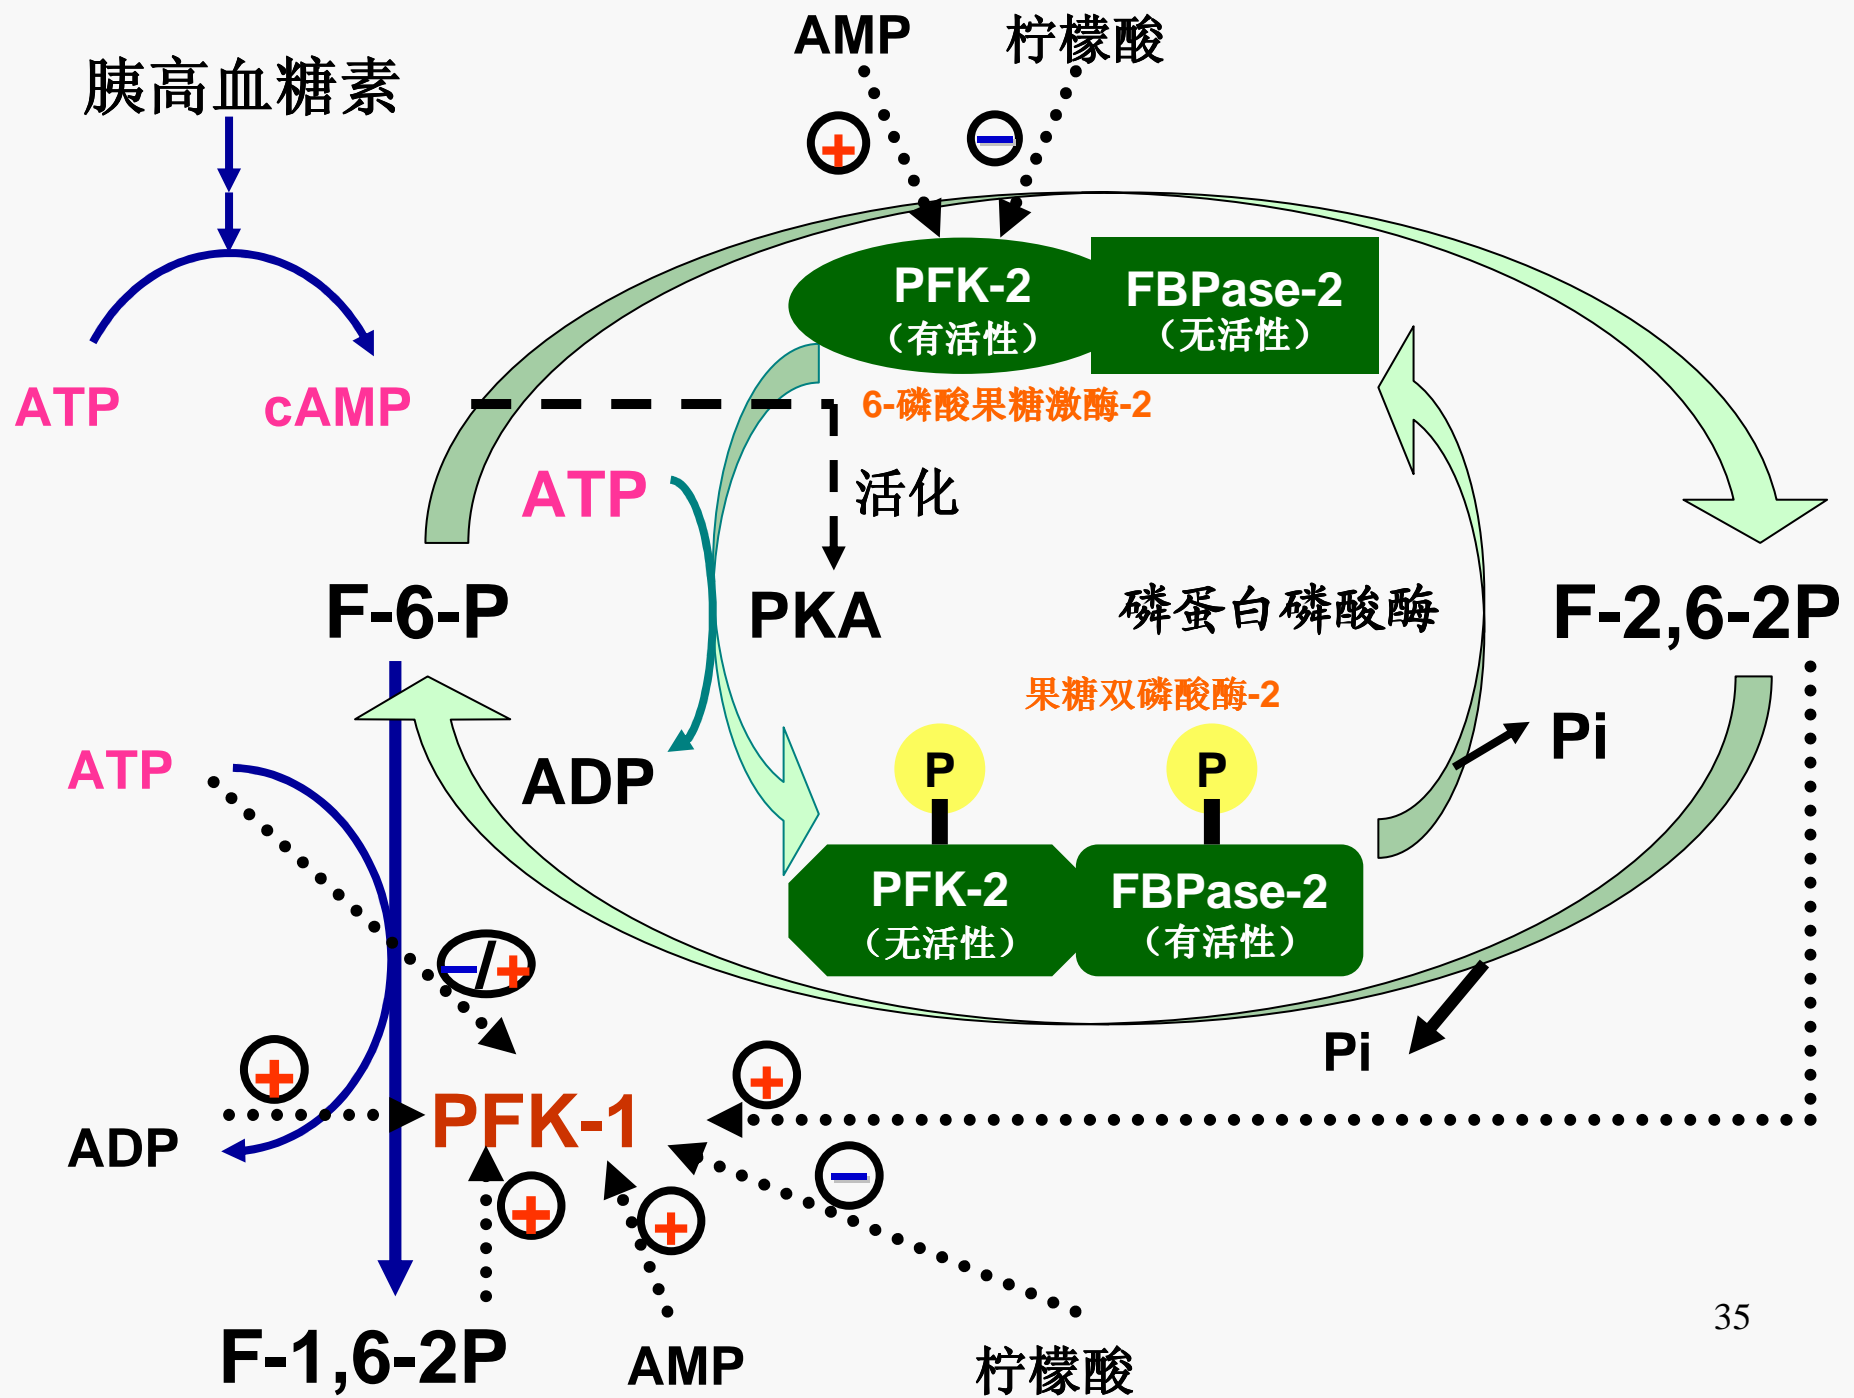 AMP 柠檬酸
胰高血糖素
+ −
PFK-2 FBPase-2
（有活性） （无活性）
ATP cAMP 6-磷酸果糖激酶-2
ATP 活化
F-6-P PKA 磷蛋白磷酸酶 F-2,6-2P
果糖双磷酸酶-2
ATP ADP P P Pi
PFK-2 FBPase-2
（无活性） （有活性）
−/+
Pi
+ +
ADP PFK-1
+ + −
F-1,6-2P AMP 柠檬酸
35